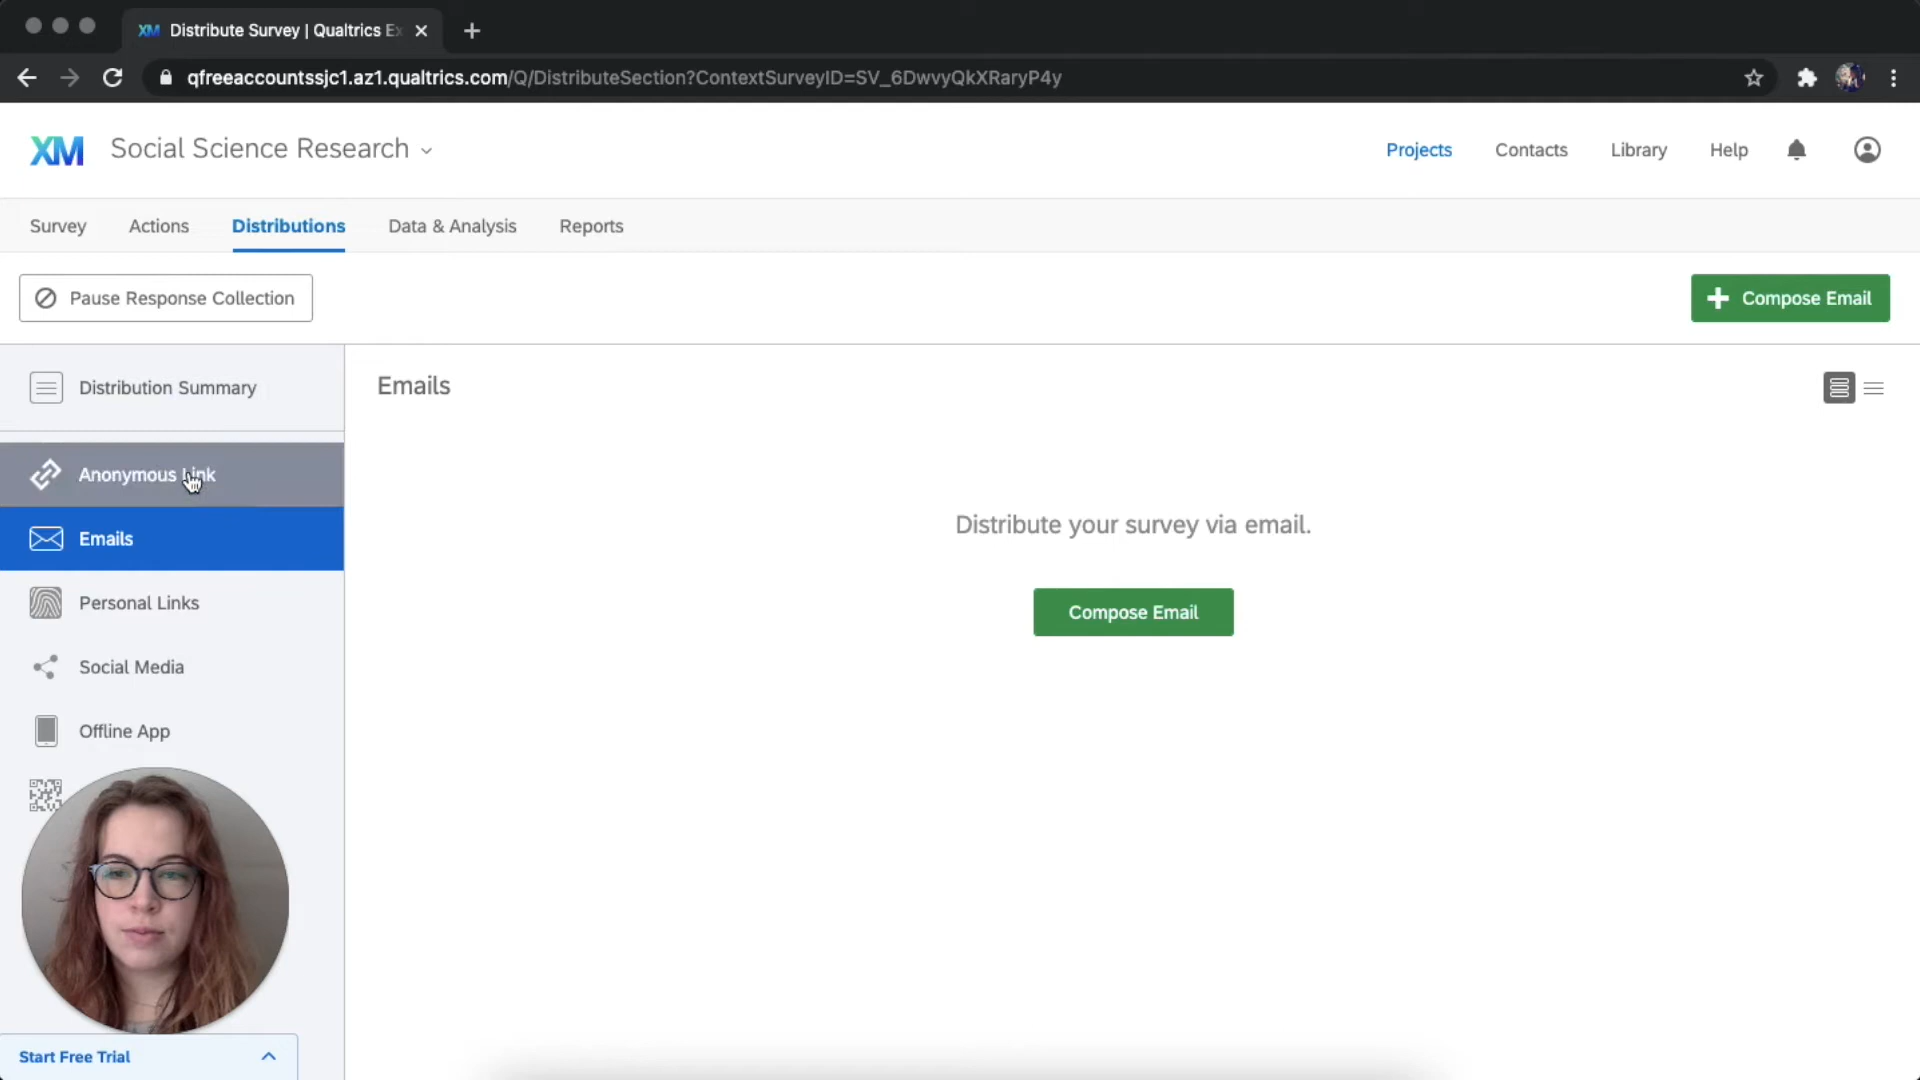 XM Distribute Survey | Qualtrics Ex
qfreeaccountssjc1.az1.qualtrics.com/Q/DistributeSection?ContextSurveyID=SV_6DwvyQkXRaryP4y
XM Social Science Research
Projects
Contacts
Library
Help
Survey
Actions
Distributions
Data & Analysis
Reports
Pause Response Collection
Compose Email
Distribution Summary
Emails
Anonymous Link
Emails
Personal Links
Social Media
Offline App
Distribute your survey via email.
Compose Email
Start Free Trial